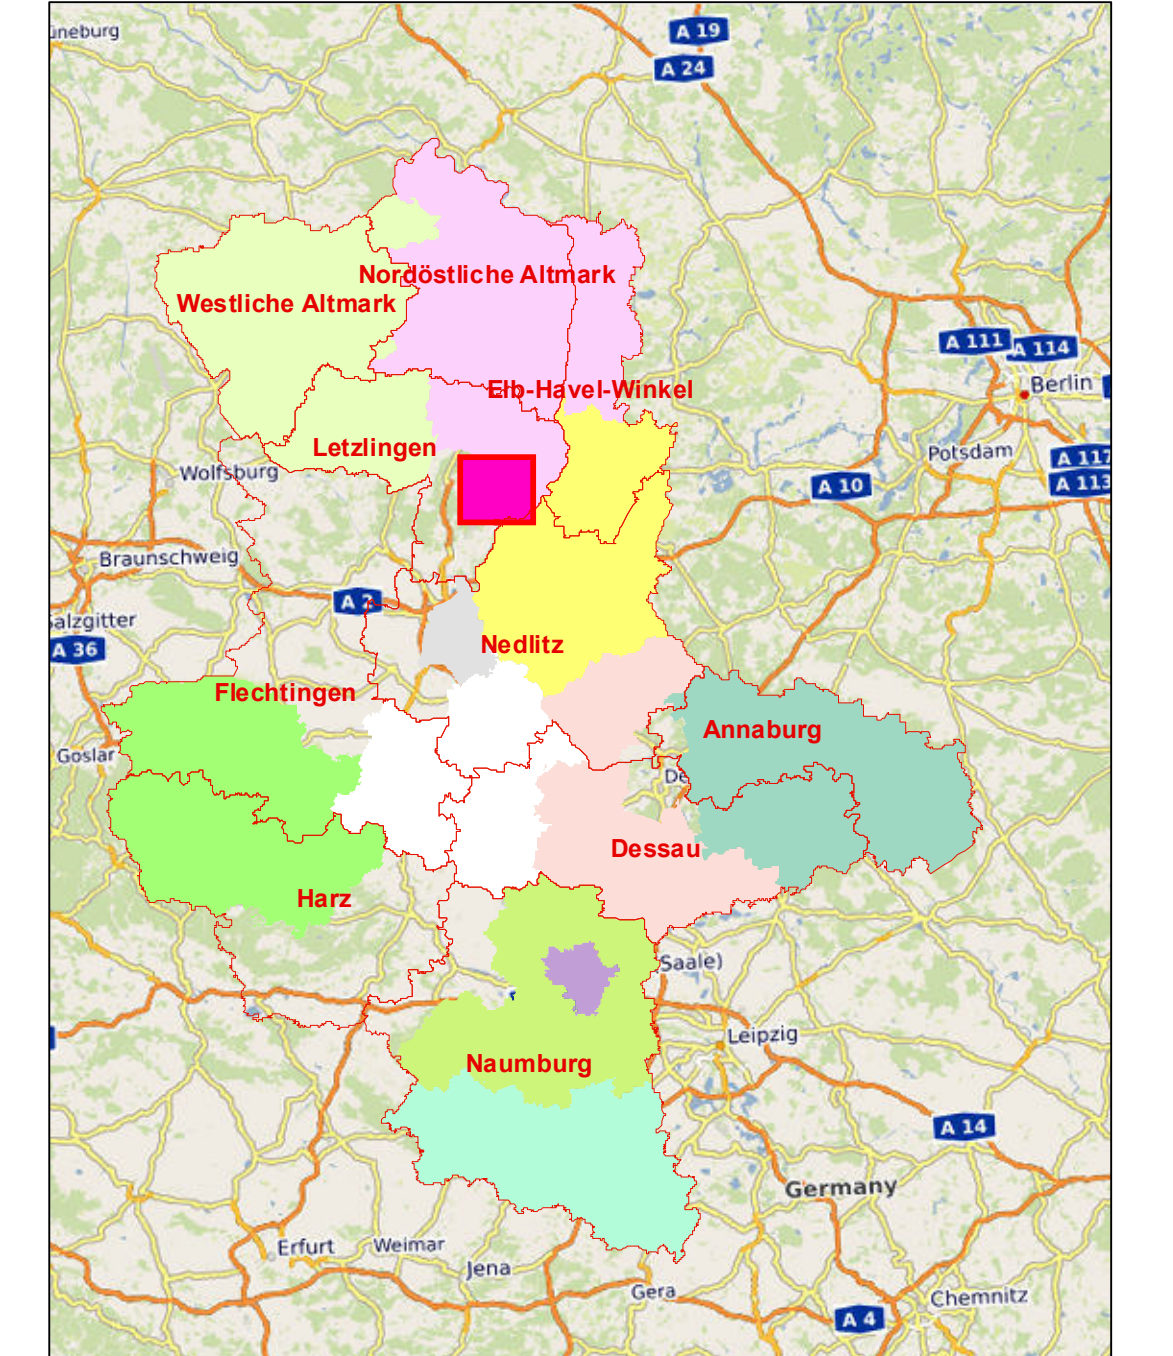 A 19
üneburg
A 24
Nordöstliche Altmark
Westliche Altmark
A 111
A 114
Berlin
Elb-Havel-Winkel
Letzlingen
Potsdam
A 117
Wolfsburg
A 10
A 113
Braunschweig
A 2
Salzgitter
A 36
Nedlitz
Flechtingen
Annaburg
Goslar
De
Dessau
Harz
Saale)
Leipzig
Naumburg
A 14
Germany
Erfurt
Weimar
Jena
Gera
Chemnitz
A 4